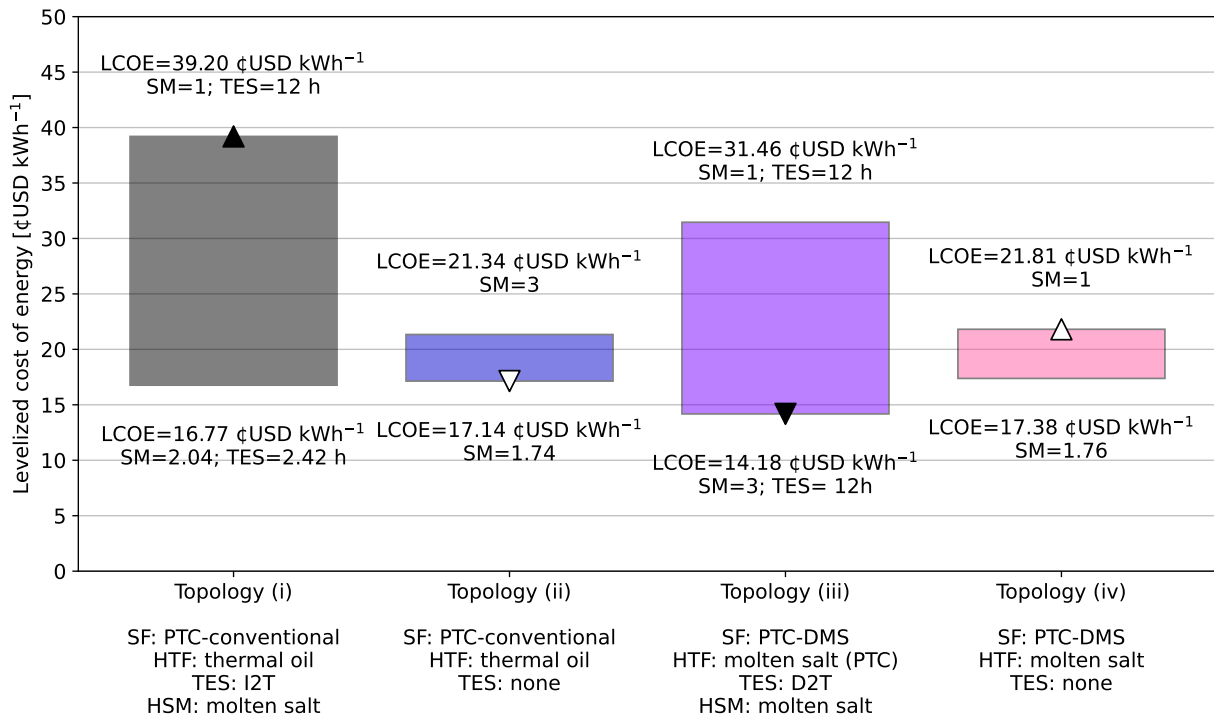 50
45
40
35
30
25
20
15
10
5
0
Levelized cost of energy [¢USD kWh⁻¹]
LCOE=39.20 ¢USD kWh⁻¹
SM=1; TES=12 h
LCOE=16.77 ¢USD kWh⁻¹
SM=2.04; TES=2.42 h
LCOE=21.34 ¢USD kWh⁻¹
SM=3
LCOE=17.14 ¢USD kWh⁻¹
SM=1.74
LCOE=31.46 ¢USD kWh⁻¹
SM=1; TES=12 h
LCOE=14.18 ¢USD kWh⁻¹
SM=3; TES= 12h
LCOE=21.81 ¢USD kWh⁻¹
SM=1
LCOE=17.38 ¢USD kWh⁻¹
SM=1.76
Topology (i)
SF: PTC-conventional
HTF: thermal oil
TES: I2T
HSM: molten salt
Topology (ii)
SF: PTC-conventional
HTF: thermal oil
TES: none
Topology (iii)
SF: PTC-DMS
HTF: molten salt (PTC)
TES: D2T
HSM: molten salt
Topology (iv)
SF: PTC-DMS
HTF: molten salt
TES: none